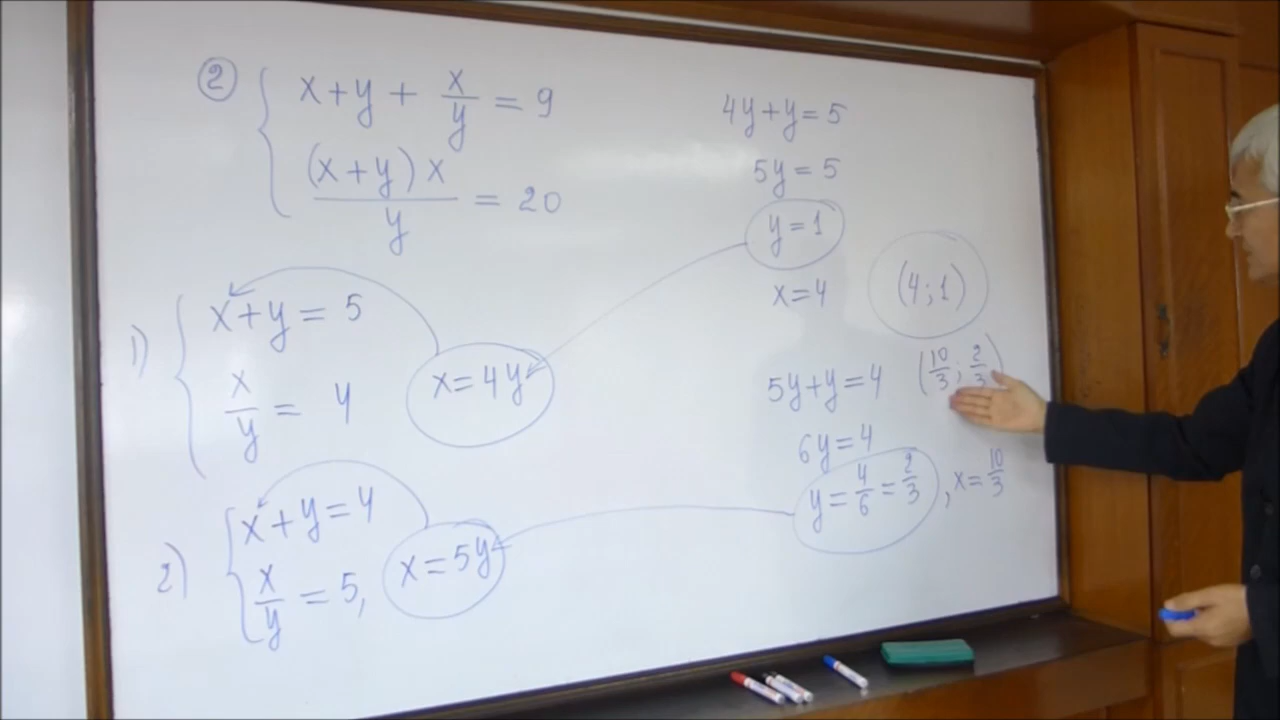 ② x+y+x/y=9
(x+y)x/y=20
1) x+y=5
x/y=4
x=4y
2) x+y=4
x/y=5,
x=5y
4y+y=5
5y=5
y=1
x=4
(4;1)
5y+y=4
(10/3;2/3)
6y=4
y=4/6=2/3, x=10/3